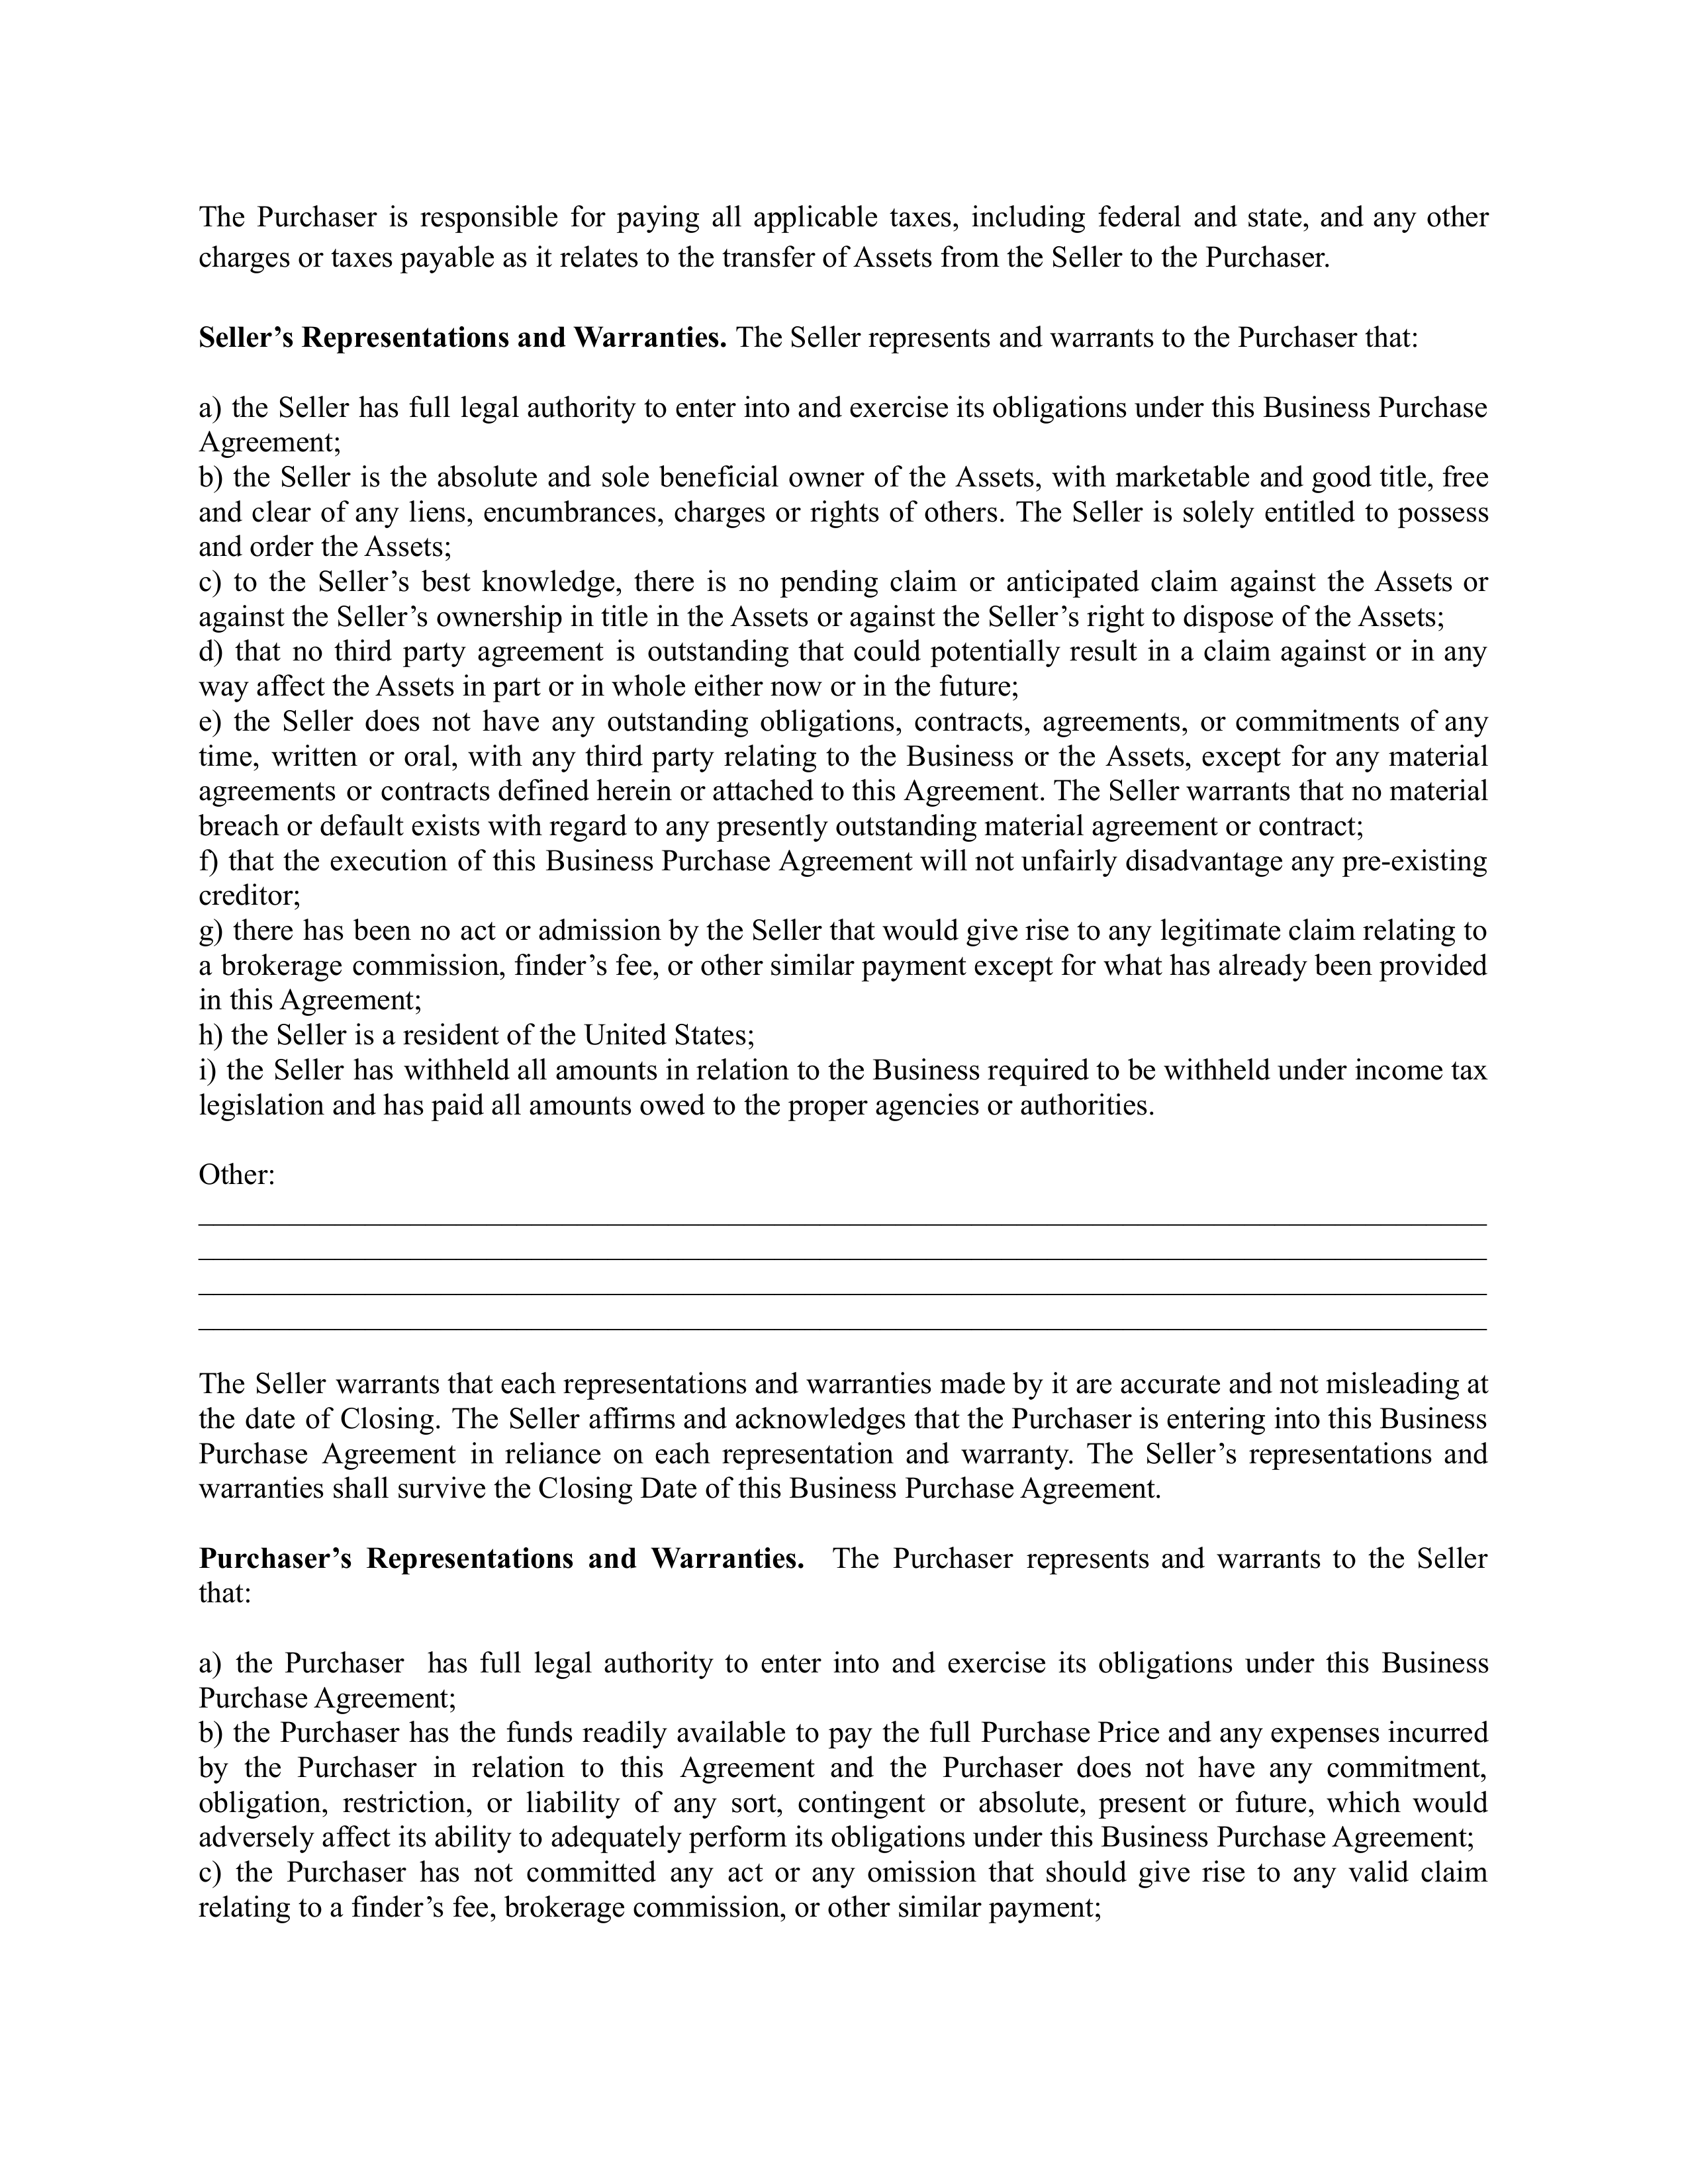 The Purchaser is responsible for paying all applicable taxes, including federal and state, and any other
charges or taxes payable as it relates to the transfer of Assets from the Seller to the Purchaser.
Seller’s Representations and Warranties. The Seller represents and warrants to the Purchaser that:
a) the Seller has full legal authority to enter into and exercise its obligations under this Business Purchase
Agreement;
b) the Seller is the absolute and sole beneficial owner of the Assets, with marketable and good title, free
and clear of any liens, encumbrances, charges or rights of others. The Seller is solely entitled to possess
and order the Assets;
c) to the Seller’s best knowledge, there is no pending claim or anticipated claim against the Assets or
against the Seller’s ownership in title in the Assets or against the Seller’s right to dispose of the Assets;
d) that no third party agreement is outstanding that could potentially result in a claim against or in any
way affect the Assets in part or in whole either now or in the future;
e) the Seller does not have any outstanding obligations, contracts, agreements, or commitments of any
time, written or oral, with any third party relating to the Business or the Assets, except for any material
agreements or contracts defined herein or attached to this Agreement. The Seller warrants that no material
breach or default exists with regard to any presently outstanding material agreement or contract;
f) that the execution of this Business Purchase Agreement will not unfairly disadvantage any pre-existing
creditor;
g) there has been no act or admission by the Seller that would give rise to any legitimate claim relating to
a brokerage commission, finder’s fee, or other similar payment except for what has already been provided
in this Agreement;
h) the Seller is a resident of the United States;
i) the Seller has withheld all amounts in relation to the Business required to be withheld under income tax
legislation and has paid all amounts owed to the proper agencies or authorities.
Other:
The Seller warrants that each representations and warranties made by it are accurate and not misleading at
the date of Closing. The Seller affirms and acknowledges that the Purchaser is entering into this Business
Purchase Agreement in reliance on each representation and warranty. The Seller’s representations and
warranties shall survive the Closing Date of this Business Purchase Agreement.
Purchaser’s Representations and Warranties. The Purchaser represents and warrants to the Seller
that:
a) the Purchaser has full legal authority to enter into and exercise its obligations under this Business
Purchase Agreement;
b) the Purchaser has the funds readily available to pay the full Purchase Price and any expenses incurred
by the Purchaser in relation to this Agreement and the Purchaser does not have any commitment,
obligation, restriction, or liability of any sort, contingent or absolute, present or future, which would
adversely affect its ability to adequately perform its obligations under this Business Purchase Agreement;
c) the Purchaser has not committed any act or any omission that should give rise to any valid claim
relating to a finder’s fee, brokerage commission, or other similar payment;